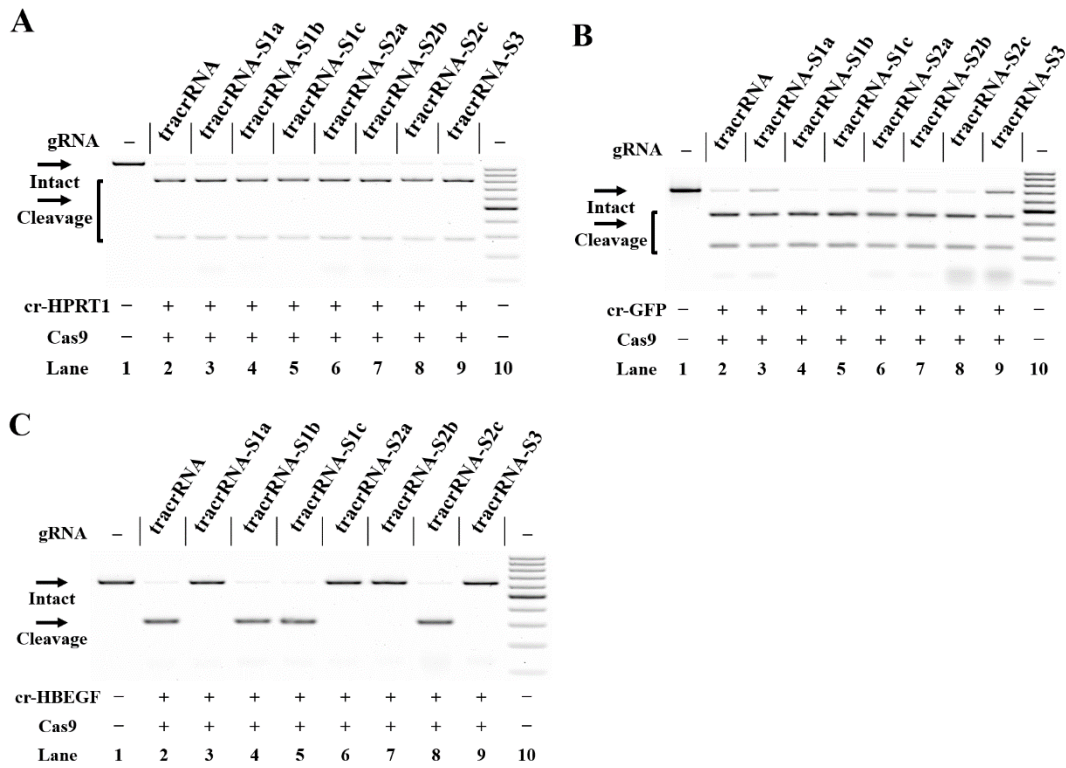 A
tracrRNA
tracrRNA-S1a
tracrRNA-S1b
tracrRNA-S1c
tracrRNA-S2a
tracrRNA-S2b
tracrRNA-S2c
tracrRNA-S3
gRNA – –
Intact
Cleavage
cr-HPRT1 – + + + + + + + + –
Cas9 – + + + + + + + + –
Lane 1 2 3 4 5 6 7 8 9 10
B
tracrRNA
tracrRNA-S1a
tracrRNA-S1b
tracrRNA-S1c
tracrRNA-S2a
tracrRNA-S2b
tracrRNA-S2c
tracrRNA-S3
gRNA – –
Intact
Cleavage
cr-GFP – + + + + + + + + –
Cas9 – + + + + + + + + –
Lane 1 2 3 4 5 6 7 8 9 10
C
tracrRNA
tracrRNA-S1a
tracrRNA-S1b
tracrRNA-S1c
tracrRNA-S2a
tracrRNA-S2b
tracrRNA-S2c
tracrRNA-S3
gRNA – –
Intact
Cleavage
cr-HBEGF – + + + + + + + + –
Cas9 – + + + + + + + + –
Lane 1 2 3 4 5 6 7 8 9 10